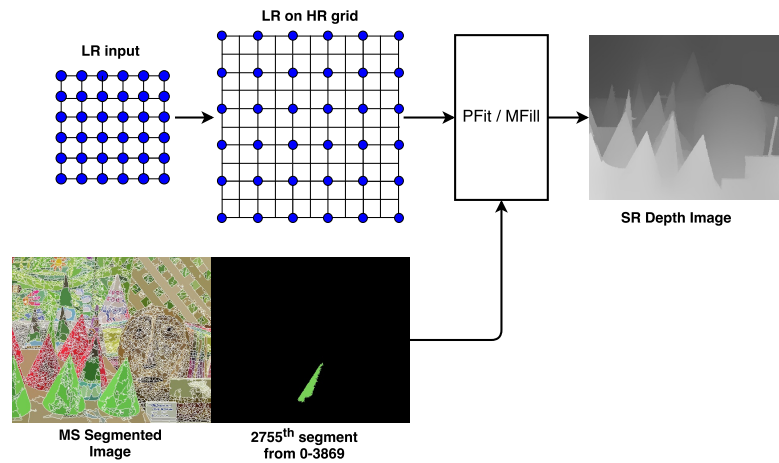 LR on HR grid
LR input
PFit / MFill
SR Depth Image
MS Segmented
Image
2755th segment
from 0-3869